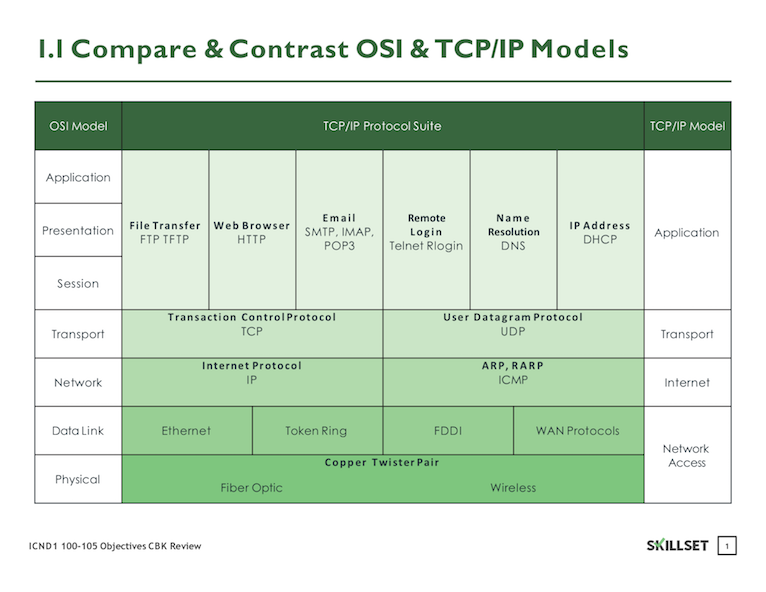 1.1 Compare & Contrast OSI & TCP/IP Models
OSI Model
TCP/IP Protocol Suite
TCP/IP Model
Application
Presentation
Session
File Transfer
FTP TFTP
Web Browser
HTTP
Email
SMTP, IMAP,
POP3
Remote
Login
Telnet Rlogin
Name
Resolution
DNS
IP Address
DHCP
Application
Transport
Transaction Control Protocol
TCP
User Datagram Protocol
UDP
Transport
Network
Internet Protocol
IP
ARP, RARP
ICMP
Internet
Data Link
Ethernet
Token Ring
FDDI
WAN Protocols
Network
Access
Physical
Copper Twister Pair
Fiber Optic
Wireless
ICND1 100-105 Objectives CBK Review
SKILLSET
1